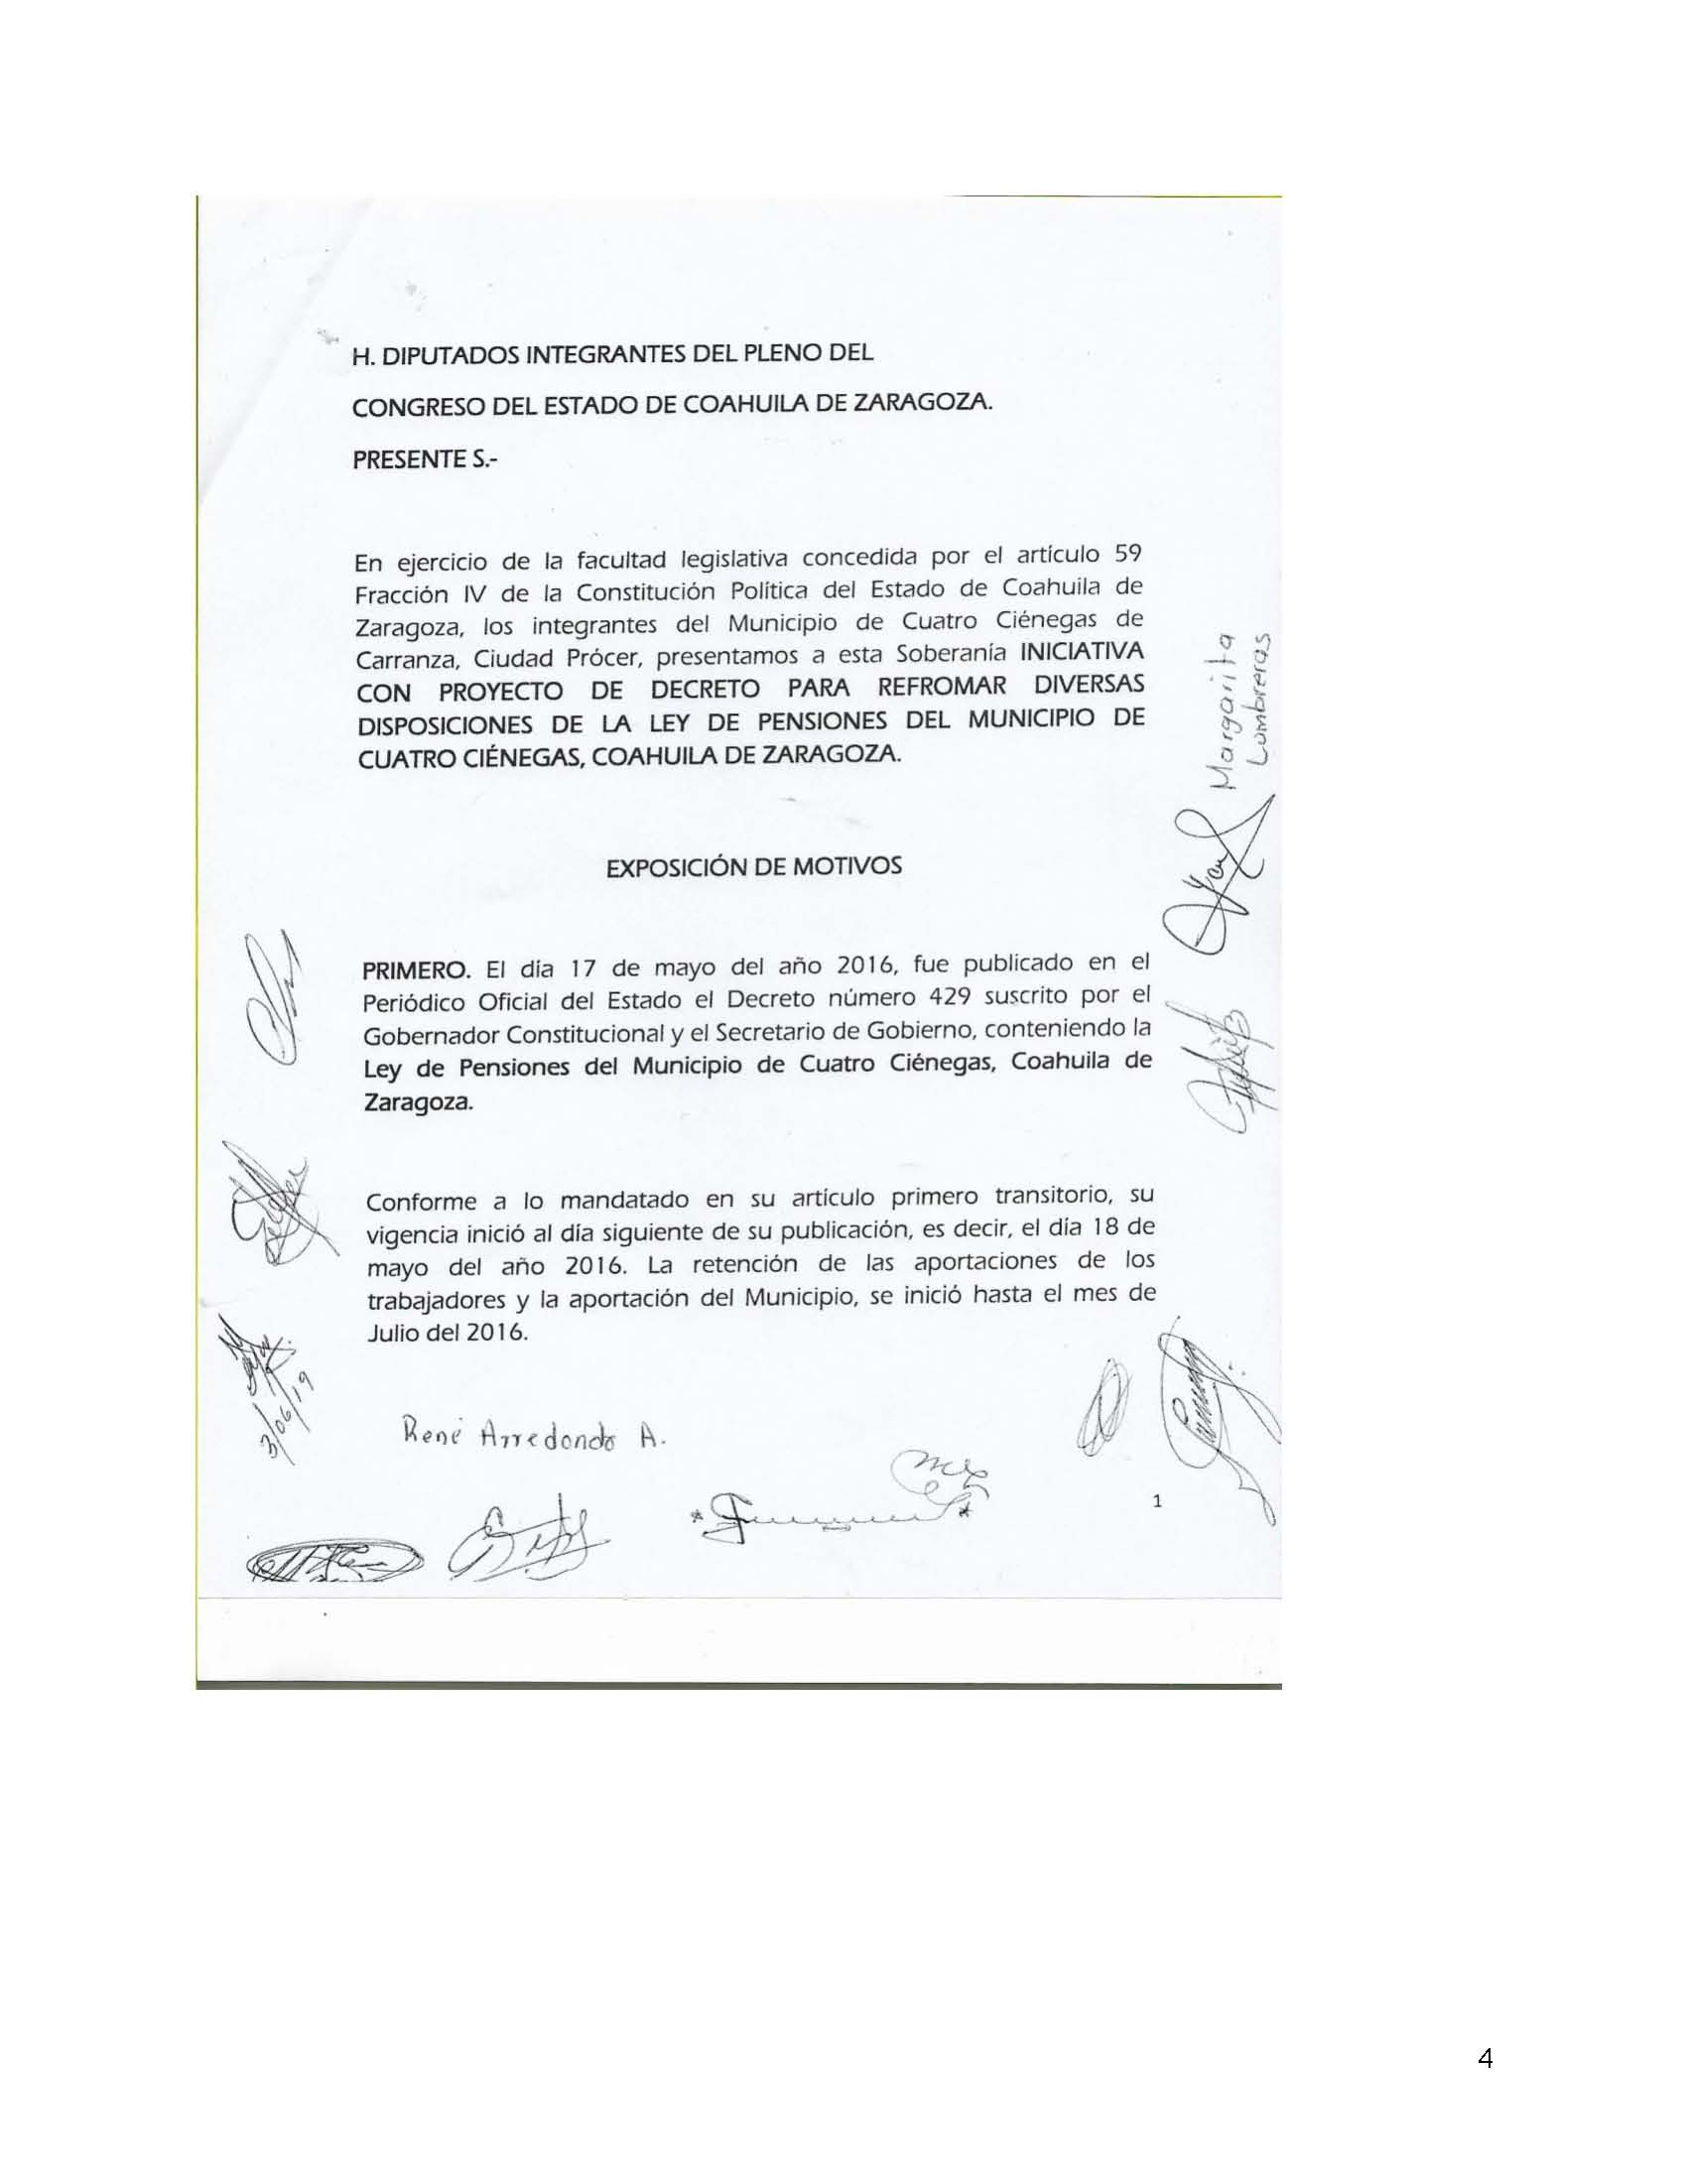 H. DIPUTADOS INTEGRANTES DEL PLENO DEL
CONGRESO DEL ESTADO DE COAHUILA DE ZARAGOZA.
PRESENTE S.-
En ejercicio de la facultad legislativa concedida por el artículo 59
Fracción IV de la Constitución Política del Estado de Coahuila de
Zaragoza, los integrantes del Municipio de Cuatro Ciénegas de
Carranza, Ciudad Prócer, presentamos a esta Soberanía INICIATIVA
CON PROYECTO DE DECRETO PARA REFROMAR DIVERSAS
DISPOSICIONES DE LA LEY DE PENSIONES DEL MUNICIPIO DE
CUATRO CIÉNEGAS, COAHUILA DE ZARAGOZA.
Margarita
Lumbreras
EXPOSICIÓN DE MOTIVOS
PRIMERO. El día 17 de mayo del año 2016, fue publicado en el
Periódico Oficial del Estado el Decreto número 429 suscrito por el
Gobernador Constitucional y el Secretario de Gobierno, conteniendo la
Ley de Pensiones del Municipio de Cuatro Ciénegas, Coahuila de
Zaragoza.
Conforme a lo mandatado en su artículo primero transitorio, su
vigencia inició al día siguiente de su publicación, es decir, el día 18 de
mayo del año 2016. La retención de las aportaciones de los
trabajadores y la aportación del Municipio, se inició hasta el mes de
Julio del 2016.
3/06/19
René Arredondo A.
1
4